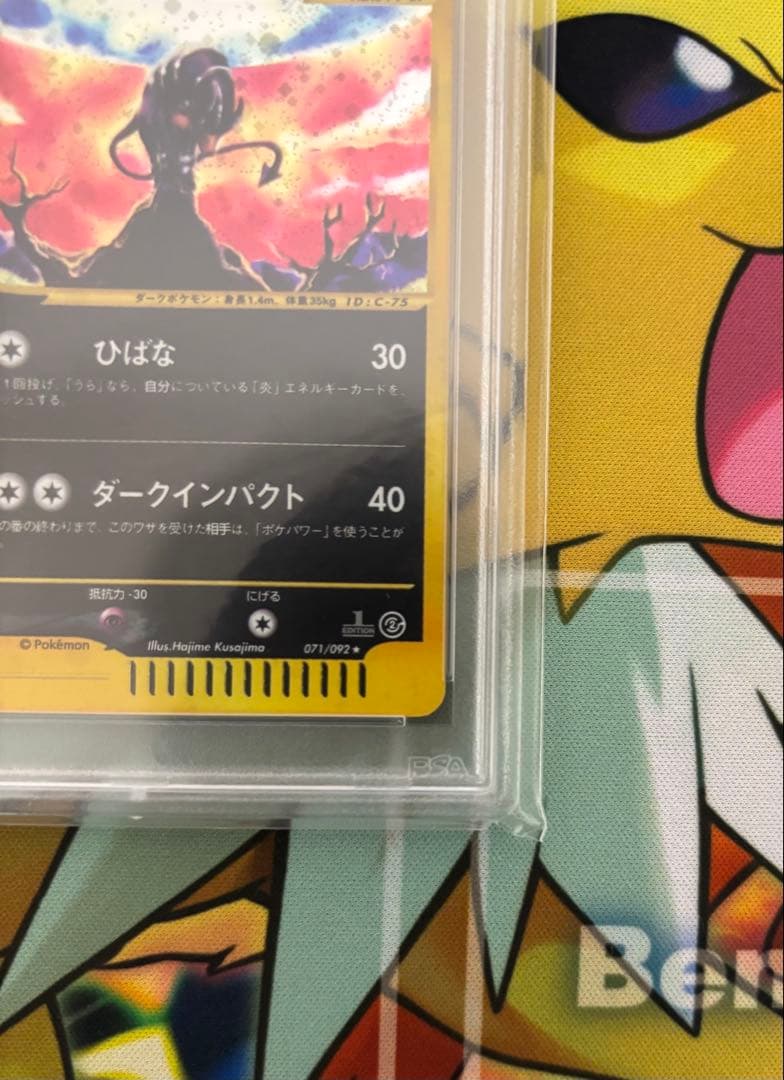 ダークポケモン：身長1.4m、体重35kg ID:C-75
ひばな 30
1回投げ、「うら」なら、自分についている「炎」エネルギーカードを、
ッシュする。
ダークインパクト 40
の番の終わりまで、このワザを受けた相手は、「ポケパワー」を使うことが
抵抗力 -30 にげる
1 EDITION
© Pokémon Illus.Hajime Kusajima 071/092 ★
BSA
Ben